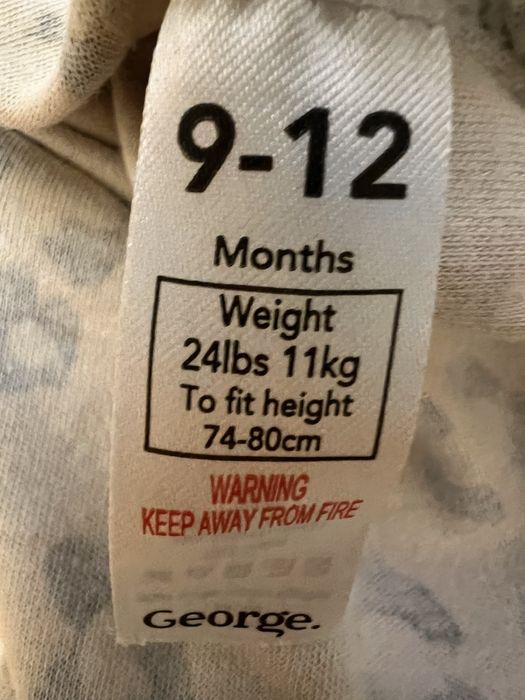 9-12
Months
Weight
24lbs 11kg
To fit height
74-80cm
WARNING
KEEP AWAY FROM FIRE
George.